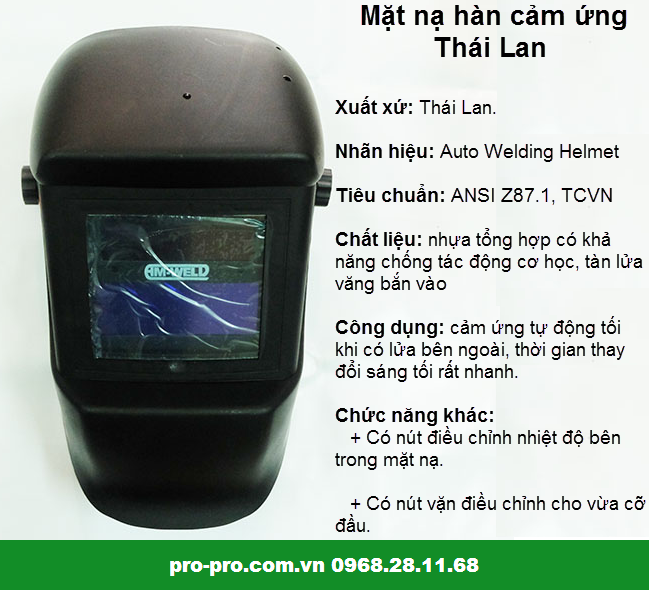 Mặt nạ hàn cảm ứng
Thái Lan
Xuất xứ: Thái Lan.
Nhãn hiệu: Auto Welding Helmet
Tiêu chuẩn: ANSI Z87.1, TCVN
Chất liệu: nhựa tổng hợp có khả
năng chống tác động cơ học, tàn lửa
văng bắn vào
Công dụng: cảm ứng tự động tối
khi có lửa bên ngoài, thời gian thay
đổi sáng tối rất nhanh.
Chức năng khác:
+ Có nút điều chỉnh nhiệt độ bên
trong mặt nạ.
+ Có nút vặn điều chỉnh cho vừa cỡ
đầu.
pro-pro.com.vn 0968.28.11.68